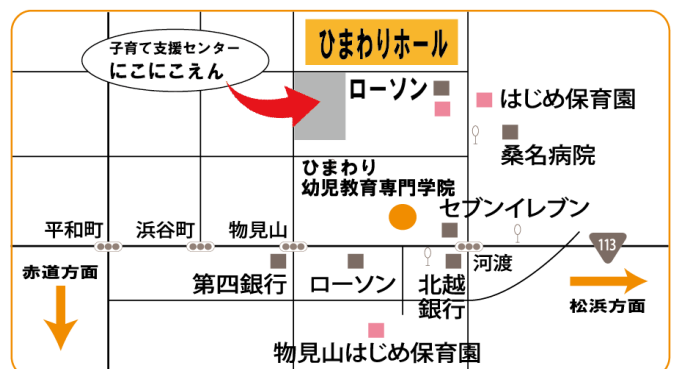 子育て支援センター
にこにこえん
ひまわりホール
ローソン
はじめ保育園
桑名病院
ひまわり
幼児教育専門学院
セブンイレブン
平和町
浜谷町
物見山
河渡
113
赤道方面
第四銀行
ローソン
北越
銀行
松浜方面
物見山はじめ保育園